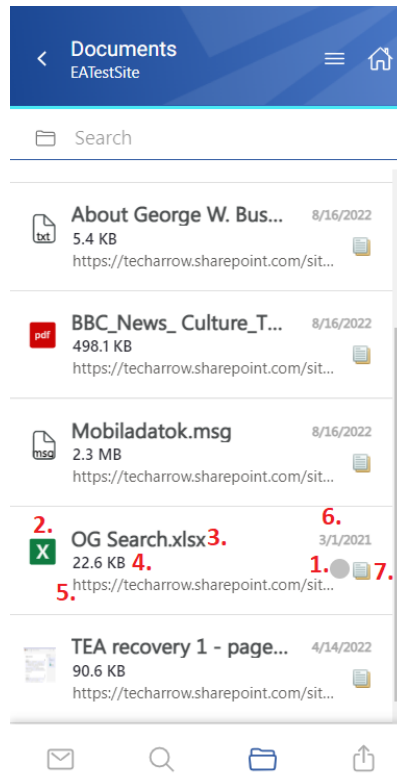 Documents
EATestSite
Search
About George W. Bus... 8/16/2022
txt
5.4 KB
https://techarrow.sharepoint.com/sit...
BBC_News_ Culture_T... 8/16/2022
pdf
498.1 KB
https://techarrow.sharepoint.com/sit...
Mobiladatok.msg 8/16/2022
msg
2.3 MB
https://techarrow.sharepoint.com/sit...
6.
2. OG Search.xlsx 3. 3/1/2021
X
22.6 KB 4. 1. 7.
5. https://techarrow.sharepoint.com/sit...
TEA recovery 1 - page... 4/14/2022
90.6 KB
https://techarrow.sharepoint.com/sit...